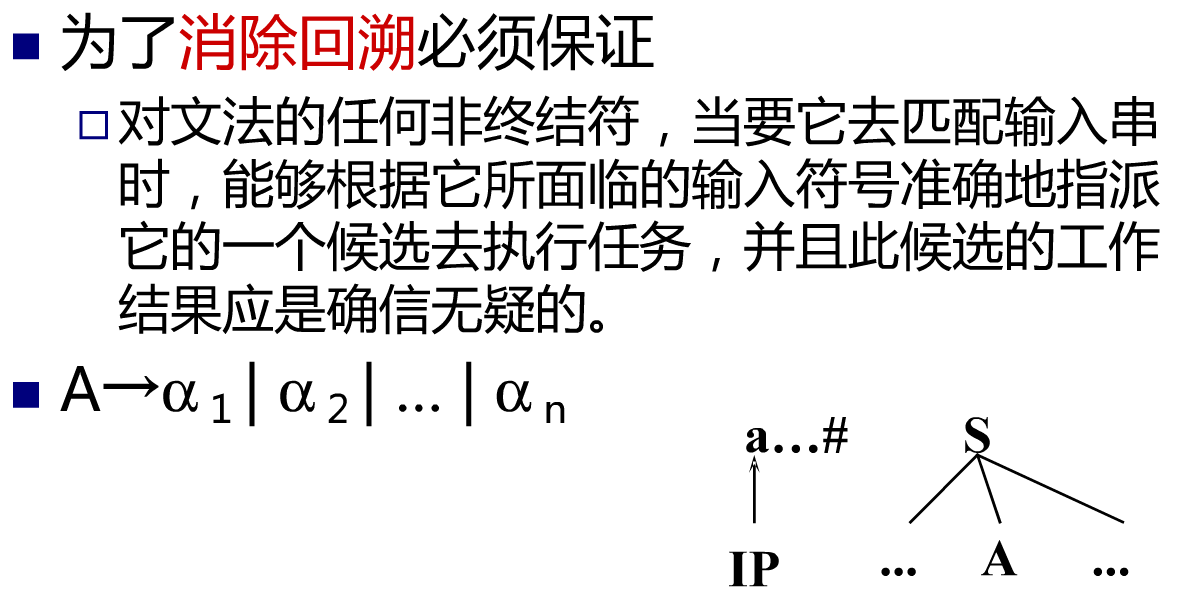 为了消除回溯必须保证
对文法的任何非终结符，当要它去匹配输入串
时，能够根据它所面临的输入符号准确地指派
它的一个候选去执行任务，并且此候选的工作
结果应是确信无疑的。
A→α1| α2| … | αn
a…# S
IP … A …